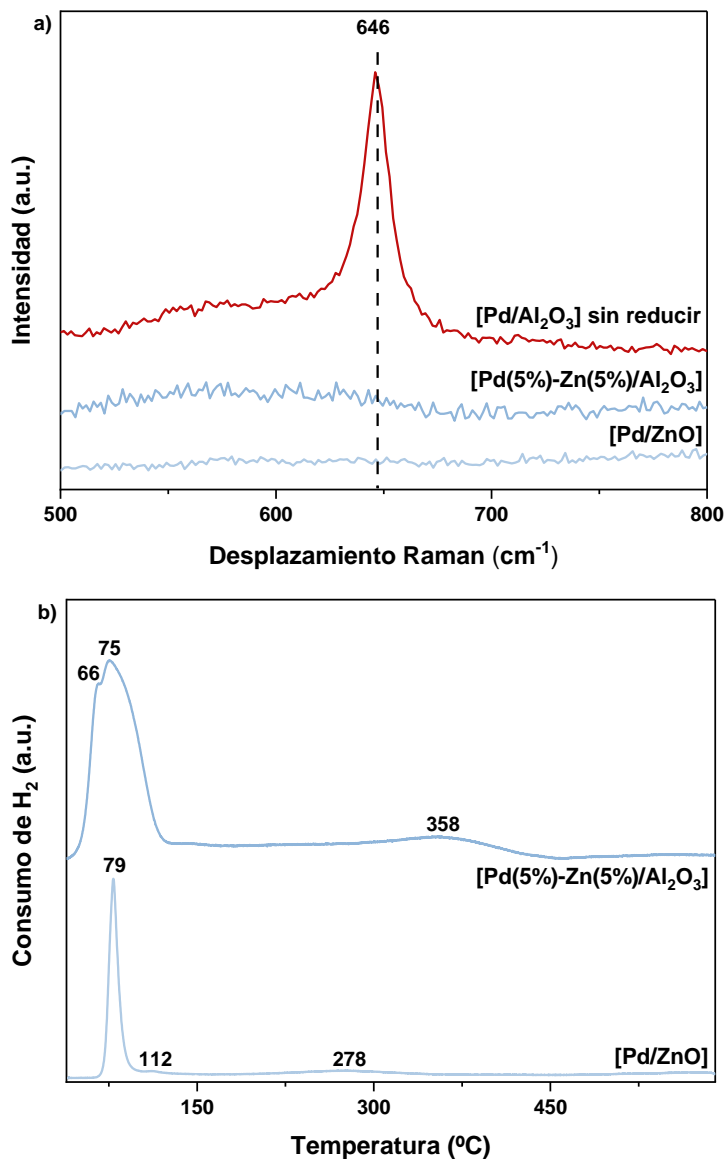 a)
646
Intensidad (a.u.)
[Pd/Al₂O₃] sin reducir
[Pd(5%)-Zn(5%)/Al₂O₃]
[Pd/ZnO]
500 600 700 800
Desplazamiento Raman (cm⁻¹)
b)
75
66
Consumo de H₂ (a.u.)
358
[Pd(5%)-Zn(5%)/Al₂O₃]
79
112 278
[Pd/ZnO]
150 300 450
Temperatura (ºC)